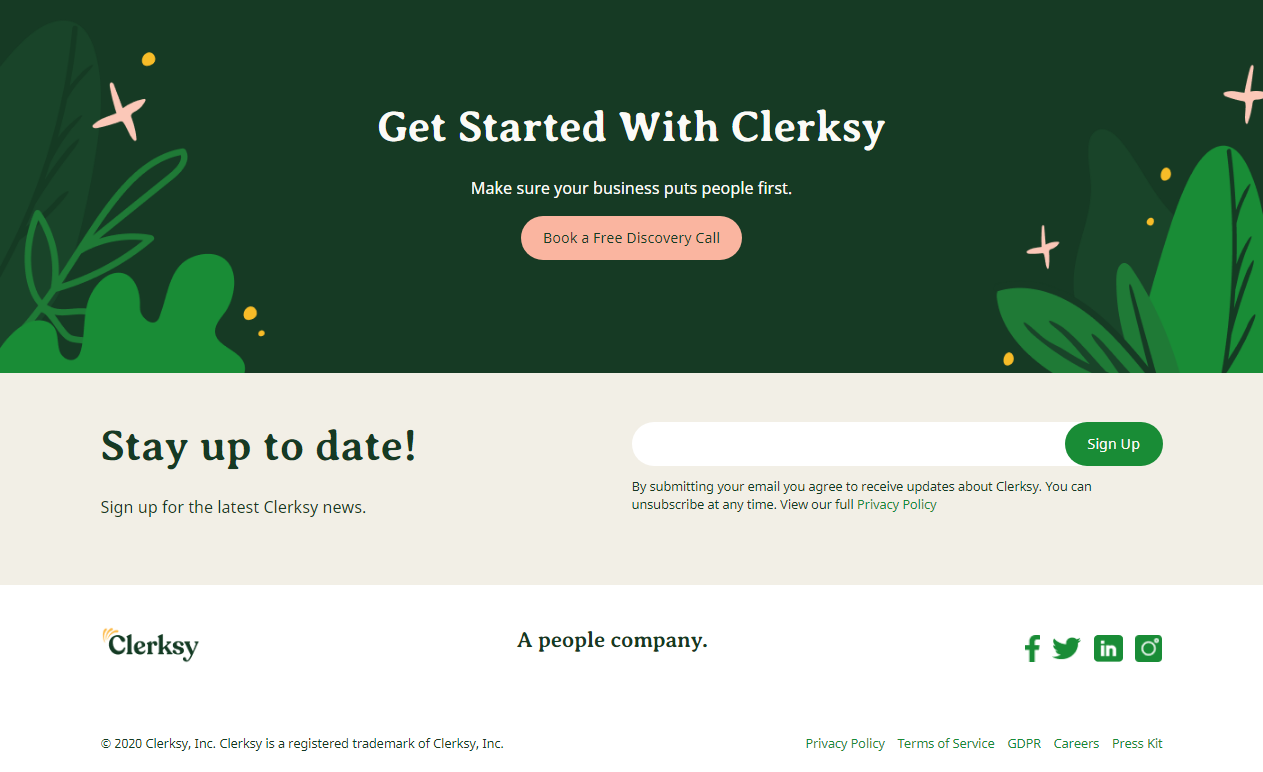 Get Started With Clerksy
Make sure your business puts people first.
Book a Free Discovery Call
Stay up to date!
Sign up for the latest Clerksy news.
Sign Up
By submitting your email you agree to receive updates about Clerksy. You can
unsubscribe at any time. View our full Privacy Policy
Clerksy
A people company.
f
in
© 2020 Clerksy, Inc. Clerksy is a registered trademark of Clerksy, Inc.
Privacy Policy Terms of Service GDPR Careers Press Kit